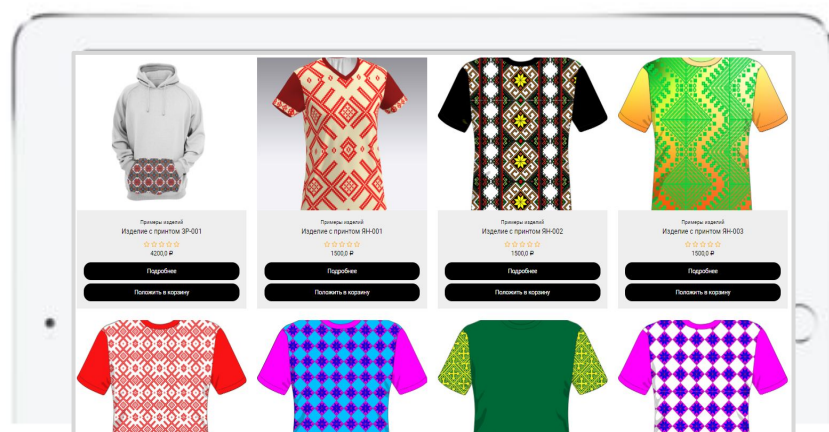 Примеры изделий
Изделие с принтом ЗР-001
4200,0 ₽
Подробнее
Положить в корзину
Примеры изделий
Изделие с принтом ЯН-001
1500,0 ₽
Подробнее
Положить в корзину
Примеры изделий
Изделие с принтом ЯН-002
1500,0 ₽
Подробнее
Положить в корзину
Примеры изделий
Изделие с принтом ЯН-003
1500,0 ₽
Подробнее
Положить в корзину